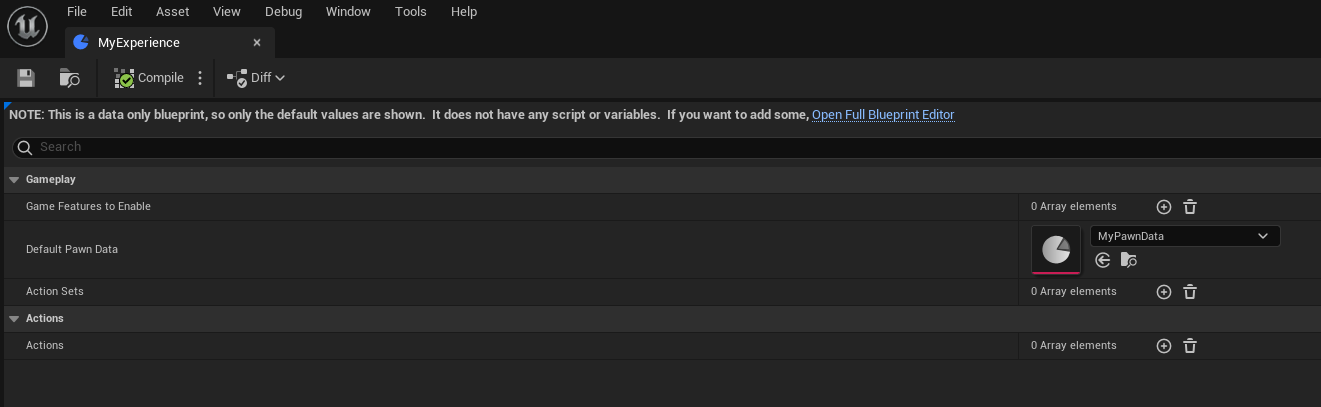 File Edit Asset View Debug Window Tools Help
MyExperience
Compile Diff
NOTE: This is a data only blueprint, so only the default values are shown.  It does not have any script or variables.  If you want to add some, Open Full Blueprint Editor
Search
Gameplay
Game Features to Enable 0 Array elements
Default Pawn Data MyPawnData
Action Sets 0 Array elements
Actions
Actions 0 Array elements